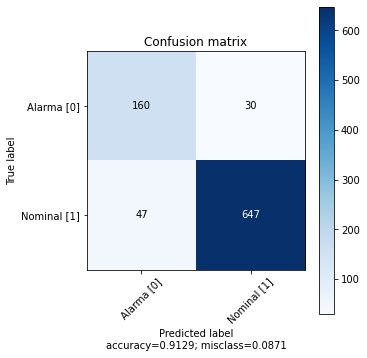 Confusion matrix
True label
Alarma [0]
160
30
Nominal [1]
47
647
Alarma [0]
Nominal [1]
Predicted label
accuracy=0.9129; misclass=0.0871
600
500
400
300
200
100